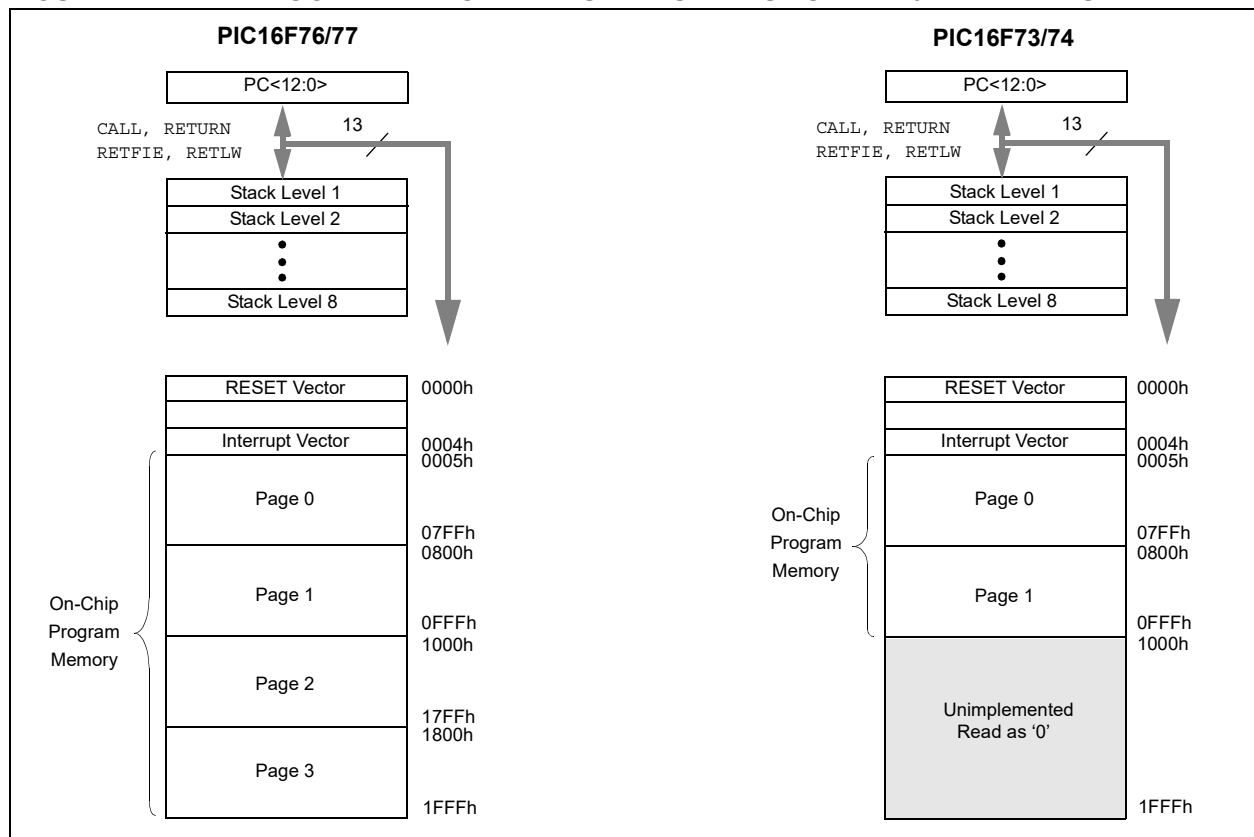 PIC16F76/77
PC<12:0>
CALL, RETURN
RETFIE, RETLW
13
Stack Level 1
Stack Level 2
Stack Level 8
RESET Vector
0000h
Interrupt Vector
0004h
0005h
Page 0
07FFh
0800h
Page 1
0FFFh
1000h
On-Chip
Program
Memory
Page 2
17FFh
1800h
Page 3
1FFFh
PIC16F73/74
PC<12:0>
CALL, RETURN
RETFIE, RETLW
13
Stack Level 1
Stack Level 2
Stack Level 8
RESET Vector
0000h
Interrupt Vector
0004h
0005h
Page 0
On-Chip
Program
Memory
07FFh
0800h
Page 1
0FFFh
1000h
Unimplemented
Read as ‘0’
1FFFh